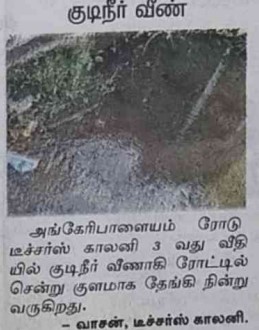 குடிநீர் வீண்
அங்கேரிபாளையம் ரோடு
டீச்சர்ஸ் காலனி 3 வது வீதி
யில் குடிநீர் வீணாகி ரோட்டில்
சென்று குளமாக தேங்கி நின்று
வருகிறது.
– வாசன், டீச்சர்ஸ் காலனி.